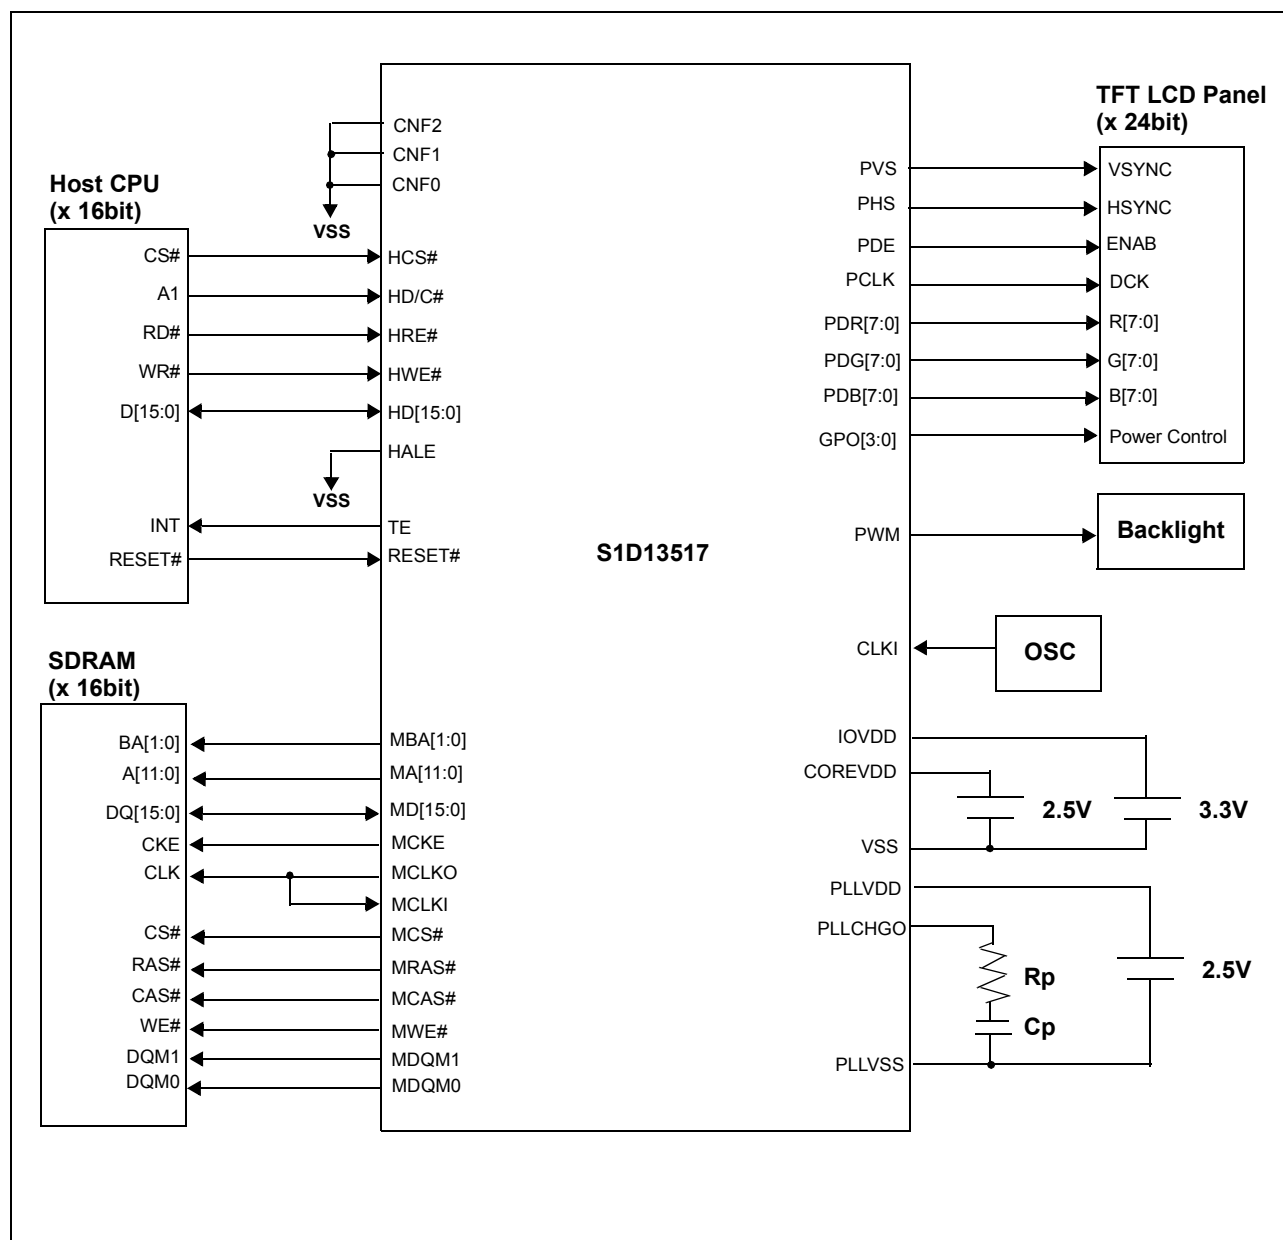 CNF2
CNF1
CNF0
VSS
Host CPU
(x 16bit)
CS#
A1
RD#
WR#
D[15:0]
INT
RESET#
HCS#
HD/C#
HRE#
HWE#
HD[15:0]
HALE
VSS
TE
RESET#
S1D13517
SDRAM
(x 16bit)
BA[1:0]
A[11:0]
DQ[15:0]
CKE
CLK
CS#
RAS#
CAS#
WE#
DQM1
DQM0
MBA[1:0]
MA[11:0]
MD[15:0]
MCKE
MCLKO
MCLKI
MCS#
MRAS#
MCAS#
MWE#
MDQM1
MDQM0
PVS
PHS
PDE
PCLK
PDR[7:0]
PDG[7:0]
PDB[7:0]
GPO[3:0]
PWM
CLKI
IOVDD
COREVDD
VSS
PLLVDD
PLLCHGO
PLLVSS
TFT LCD Panel
(x 24bit)
VSYNC
HSYNC
ENAB
DCK
R[7:0]
G[7:0]
B[7:0]
Power Control
Backlight
OSC
2.5V
3.3V
Rp
Cp
2.5V